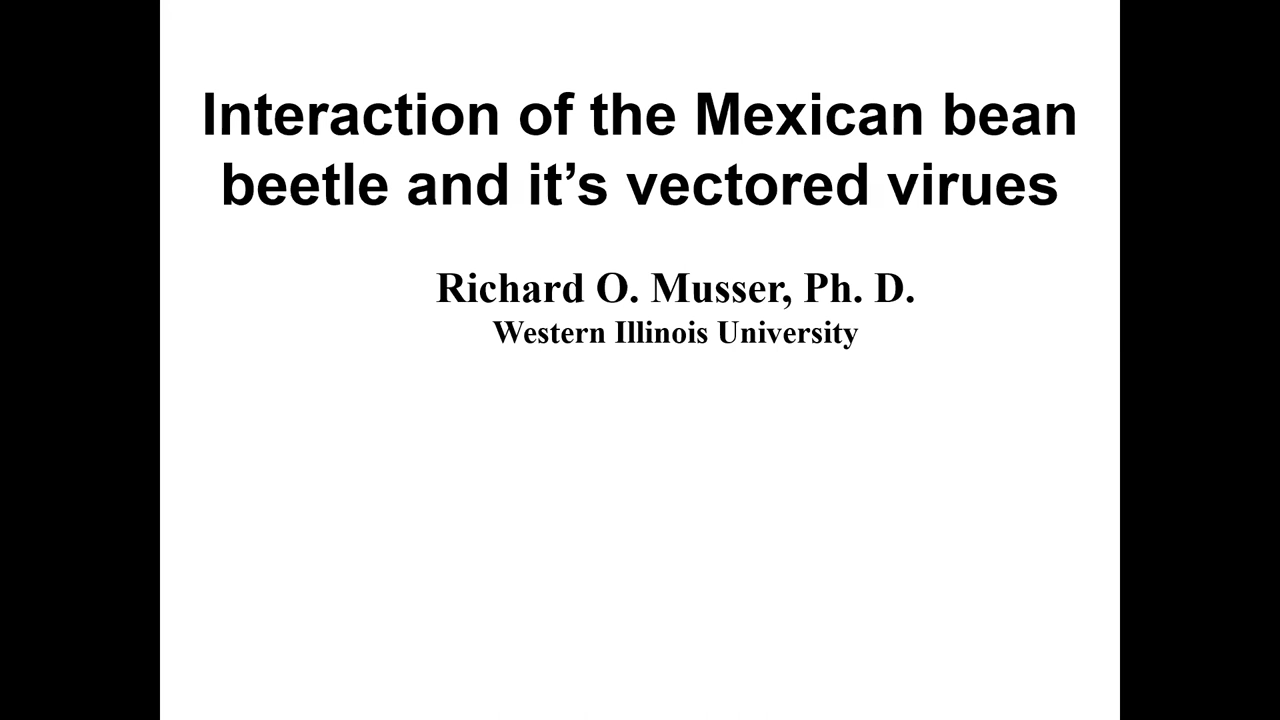 Interaction of the Mexican bean
beetle and it’s vectored virues
Richard O. Musser, Ph. D.
Western Illinois University